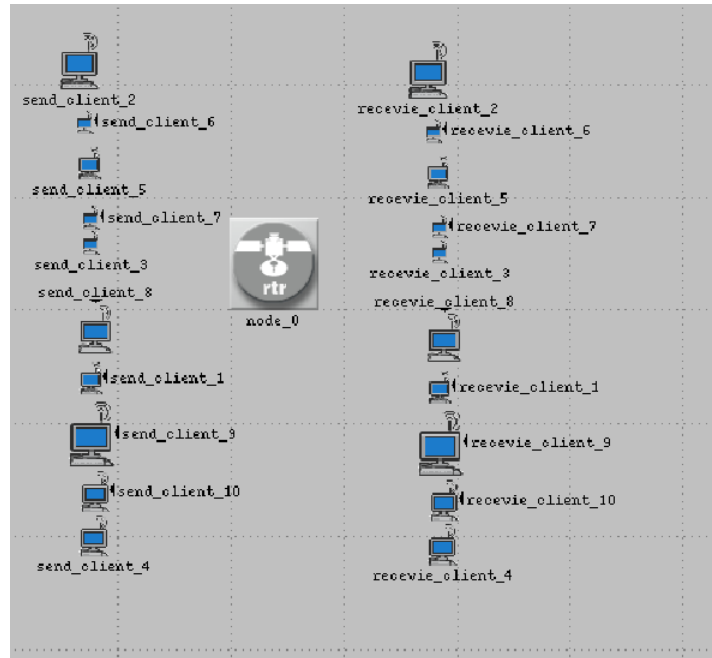 send_client_2
send_client_6
send_client_5
send_client_7
send_client_3
send_client_8
send_client_1
send_client_9
send_client_10
send_client_4
rtr
node_0
recevie_client_2
recevie_client_6
recevie_client_5
recevie_client_7
recevie_client_3
recevie_client_8
recevie_client_1
recevie_client_9
recevie_client_10
recevie_client_4